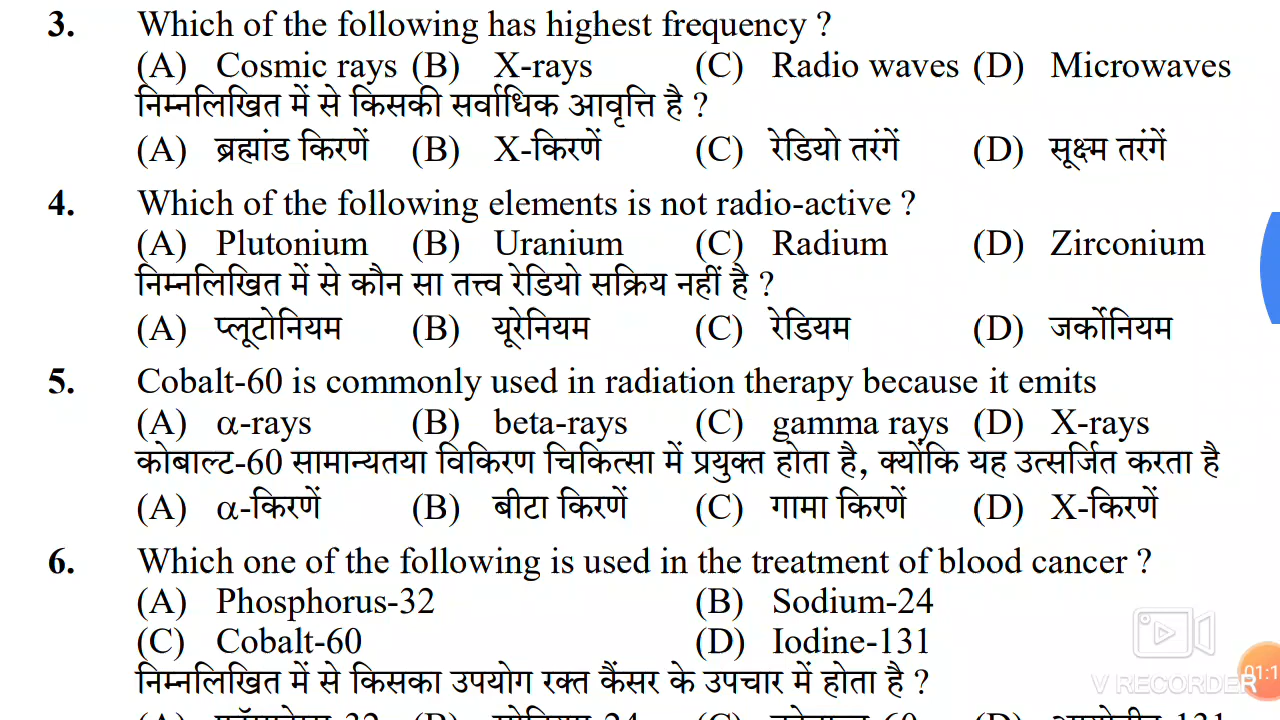 3. Which of the following has highest frequency ?
(A) Cosmic rays (B) X-rays (C) Radio waves (D) Microwaves
निम्नलिखित में से किसकी सर्वाधिक आवृत्ति है ?
(A) ब्रह्मांड किरणें (B) X-किरणें (C) रेडियो तरंगें (D) सूक्ष्म तरंगें
4. Which of the following elements is not radio-active ?
(A) Plutonium (B) Uranium (C) Radium (D) Zirconium
निम्नलिखित में से कौन सा तत्त्व रेडियो सक्रिय नहीं है ?
(A) प्लूटोनियम (B) यूरेनियम (C) रेडियम (D) जर्कोनियम
5. Cobalt-60 is commonly used in radiation therapy because it emits
(A) α-rays (B) beta-rays (C) gamma rays (D) X-rays
कोबाल्ट-60 सामान्यतया विकिरण चिकित्सा में प्रयुक्त होता है, क्योंकि यह उत्सर्जित करता है
(A) α-किरणें (B) बीटा किरणें (C) गामा किरणें (D) X-किरणें
6. Which one of the following is used in the treatment of blood cancer ?
(A) Phosphorus-32 (B) Sodium-24
(C) Cobalt-60 (D) Iodine-131
निम्नलिखित में से किसका उपयोग रक्त कैंसर के उपचार में होता है ?
V RECORDER